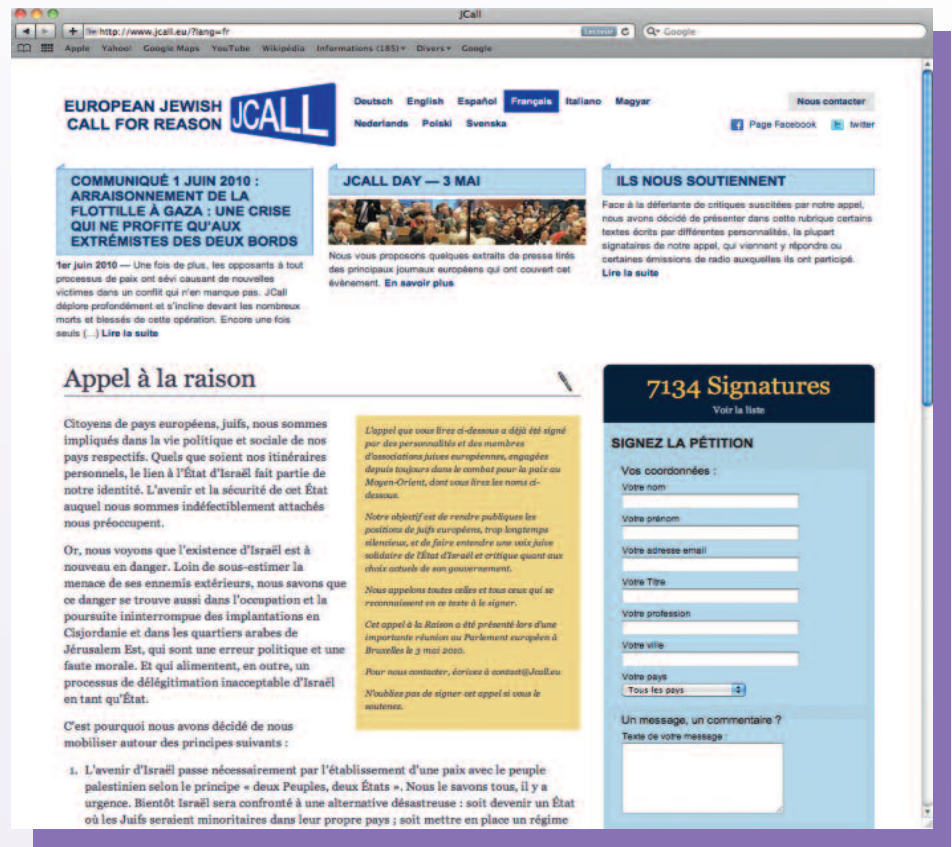 JCall
http://www.jcall.eu/?lang=fr
Lecteur
Google
Apple Yahoo! Google Maps YouTube Wikipédia Informations (185) Divers Google
EUROPEAN JEWISH
CALL FOR REASON
JCALL
Deutsch English Español Français Italiano Magyar
Nederlands Polski Svenska
Nous contacter
Page Facebook twitter
COMMUNIQUÉ 1 JUIN 2010 :
ARRAISONNEMENT DE LA
FLOTTILLE À GAZA : UNE CRISE
QUI NE PROFITE QU'AUX
EXTRÉMISTES DES DEUX BORDS
1er juin 2010 — Une fois de plus, les opposants à tout
processus de paix ont sévi causant de nouvelles
victimes dans un conflit qui n'en manque pas. JCall
déplore profondément et s'incline devant les nombreux
morts et blessés de cette opération. Encore une fois
seuls (...) Lire la suite
JCALL DAY — 3 MAI
Nous vous proposons quelques extraits de presse tirés
des principaux journaux européens qui ont couvert cet
évènement. En savoir plus
ILS NOUS SOUTIENNENT
Face à la déferlante de critiques suscitées par notre appel,
nous avons décidé de présenter dans cette rubrique certains
textes écrits par différentes personnalités, la plupart
signataires de notre appel, qui viennent y répondre ou
certaines émissions de radio auxquelles ils ont participé.
Lire la suite
Appel à la raison
Citoyens de pays européens, juifs, nous sommes
impliqués dans la vie politique et sociale de nos
pays respectifs. Quels que soient nos itinéraires
personnels, le lien à l'État d'Israël fait partie de
notre identité. L'avenir et la sécurité de cet État
auquel nous sommes indéfectiblement attachés
nous préoccupent.
Or, nous voyons que l'existence d'Israël est à
nouveau en danger. Loin de sous-estimer la
menace de ses ennemis extérieurs, nous savons que
ce danger se trouve aussi dans l'occupation et la
poursuite ininterrompue des implantations en
Cisjordanie et dans les quartiers arabes de
Jérusalem Est, qui sont une erreur politique et une
faute morale. Et qui alimentent, en outre, un
processus de délégitimation inacceptable d'Israël
en tant qu'État.
C'est pourquoi nous avons décidé de nous
mobiliser autour des principes suivants :
1. L'avenir d'Israël passe nécessairement par l'établissement d'une paix avec le peuple
palestinien selon le principe « deux Peuples, deux États ». Nous le savons tous, il y a
urgence. Bientôt Israël sera confronté à une alternative désastreuse : soit devenir un État
où les Juifs seraient minoritaires dans leur propre pays ; soit mettre en place un régime
L'appel que vous lirez ci-dessous a déjà été signé
par des personnalités et des membres
d'associations juives européennes, engagées
depuis toujours dans le combat pour la paix au
Moyen-Orient, dont vous lirez les noms ci-
dessous.
Notre objectif est de rendre publiques les
positions de juifs européens, trop longtemps
silencieux, et de faire entendre une voix juive
solidaire de l'État d'Israël et critique quant aux
choix actuels de son gouvernement.
Nous appelons toutes celles et tous ceux qui se
reconnaissent en ce texte à le signer.
Cet appel à la Raison a été présenté lors d'une
importante réunion au Parlement européen à
Bruxelles le 3 mai 2010.
Pour nous contacter, écrivez à contact@Jcall.eu
N'oubliez pas de signer cet appel si vous le
soutenez.
7134 Signatures
Voir la liste
SIGNEZ LA PÉTITION
Vos coordonnées :
Votre nom
Votre prénom
Votre adresse email
Votre Titre
Votre profession
Votre ville
Votre pays
Tous les pays
Un message, un commentaire ?
Texte de votre message :